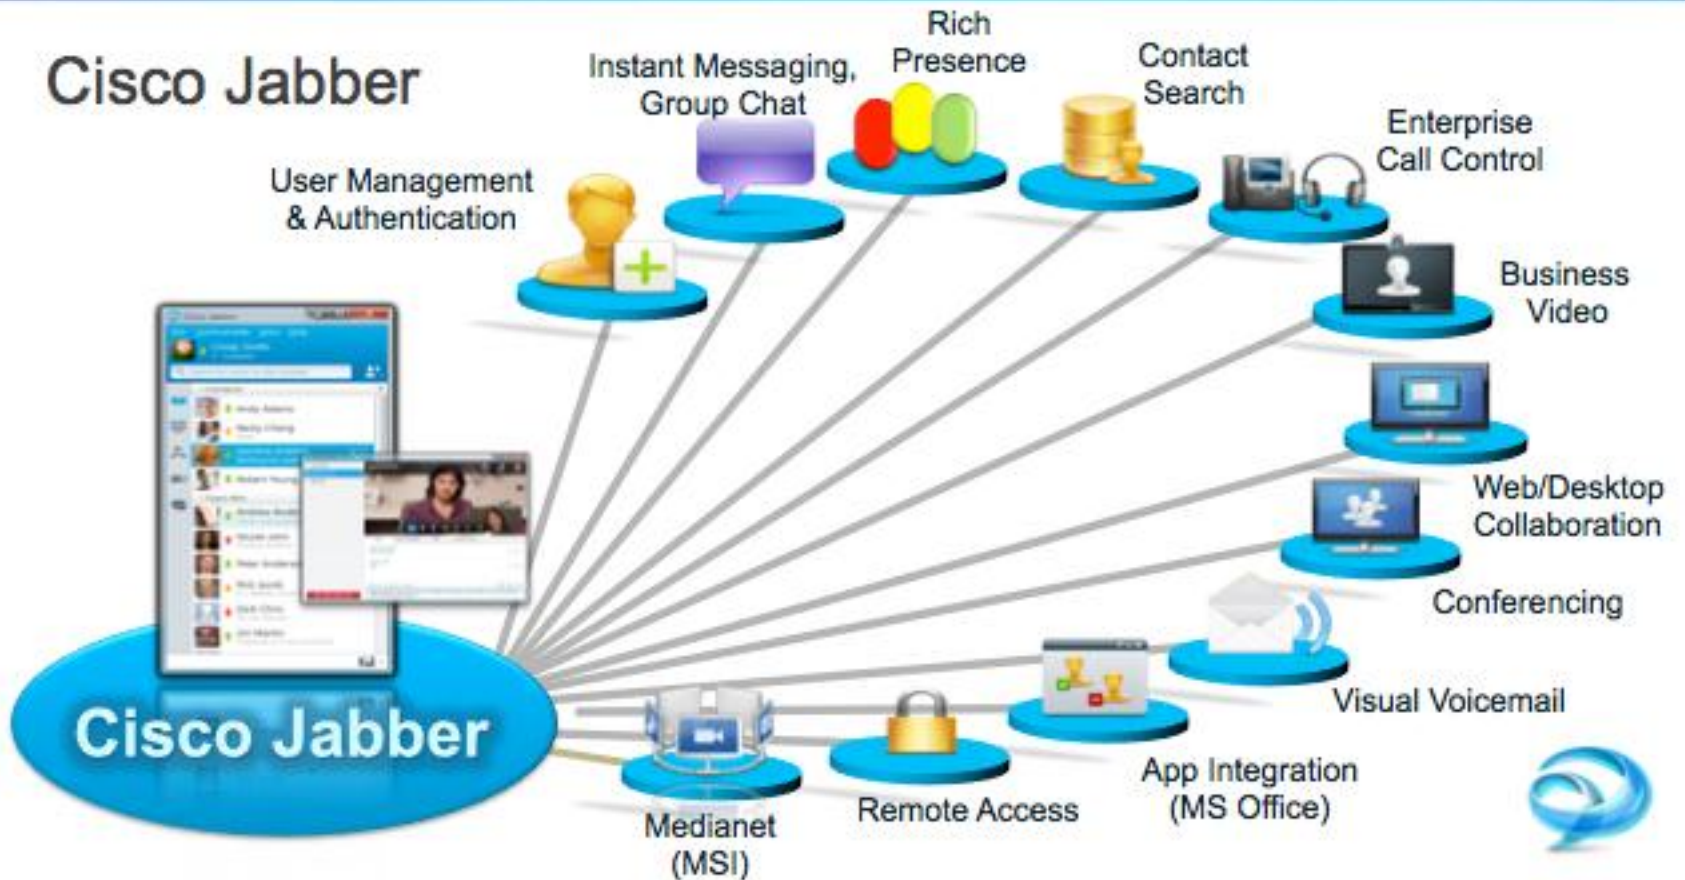 Cisco Jabber
Rich
Presence
Instant Messaging,
Group Chat
Contact
Search
Enterprise
Call Control
User Management
& Authentication
Business
Video
Web/Desktop
Collaboration
Conferencing
Visual Voicemail
App Integration
(MS Office)
Remote Access
Medianet
(MSI)
Cisco Jabber